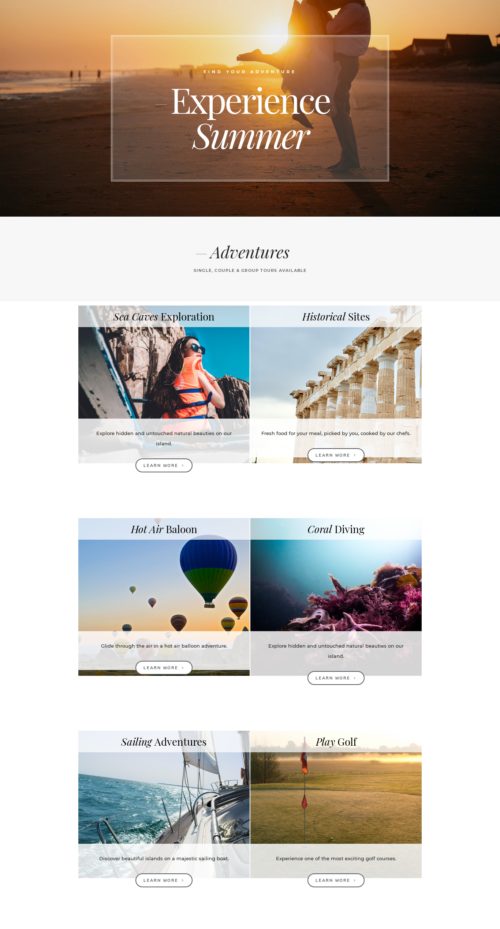 FIND YOUR ADVENTURE
Experience
Summer
Adventures
SINGLE, COUPLE & GROUP TOURS AVAILABLE
Sea Caves Exploration
Explore hidden and untouched natural beauties on our
island.
LEARN MORE
Historical Sites
Fresh food for your meal, picked by you, cooked by our chefs.
LEARN MORE
Hot Air Baloon
Glide through the air in a hot air balloon adventure.
LEARN MORE
Coral Diving
Explore hidden and untouched natural beauties on our
island.
LEARN MORE
Sailing Adventures
Discover beautiful islands on a majestic sailing boat.
LEARN MORE
Play Golf
Experience one of the most exciting golf courses.
LEARN MORE